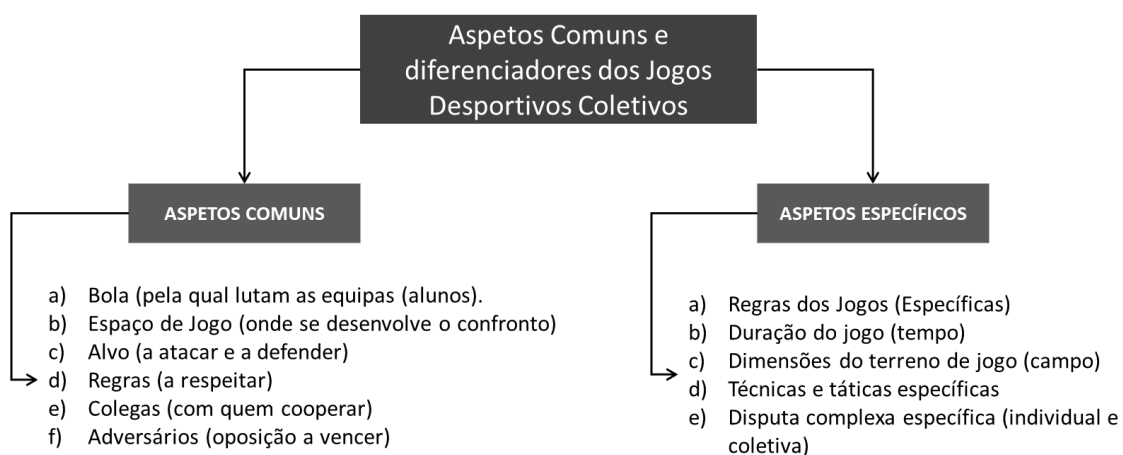 Aspetos Comuns e
diferenciadores dos Jogos
Desportivos Coletivos
ASPETOS COMUNS
a) Bola (pela qual lutam as equipas (alunos).
b) Espaço de Jogo (onde se desenvolve o confronto)
c) Alvo (a atacar e a defender)
d) Regras (a respeitar)
e) Colegas (com quem cooperar)
f) Adversários (oposição a vencer)
ASPETOS ESPECÍFICOS
a) Regras dos Jogos (Específicas)
b) Duração do jogo (tempo)
c) Dimensões do terreno de jogo (campo)
d) Técnicas e táticas específicas
e) Disputa complexa específica (individual e
coletiva)